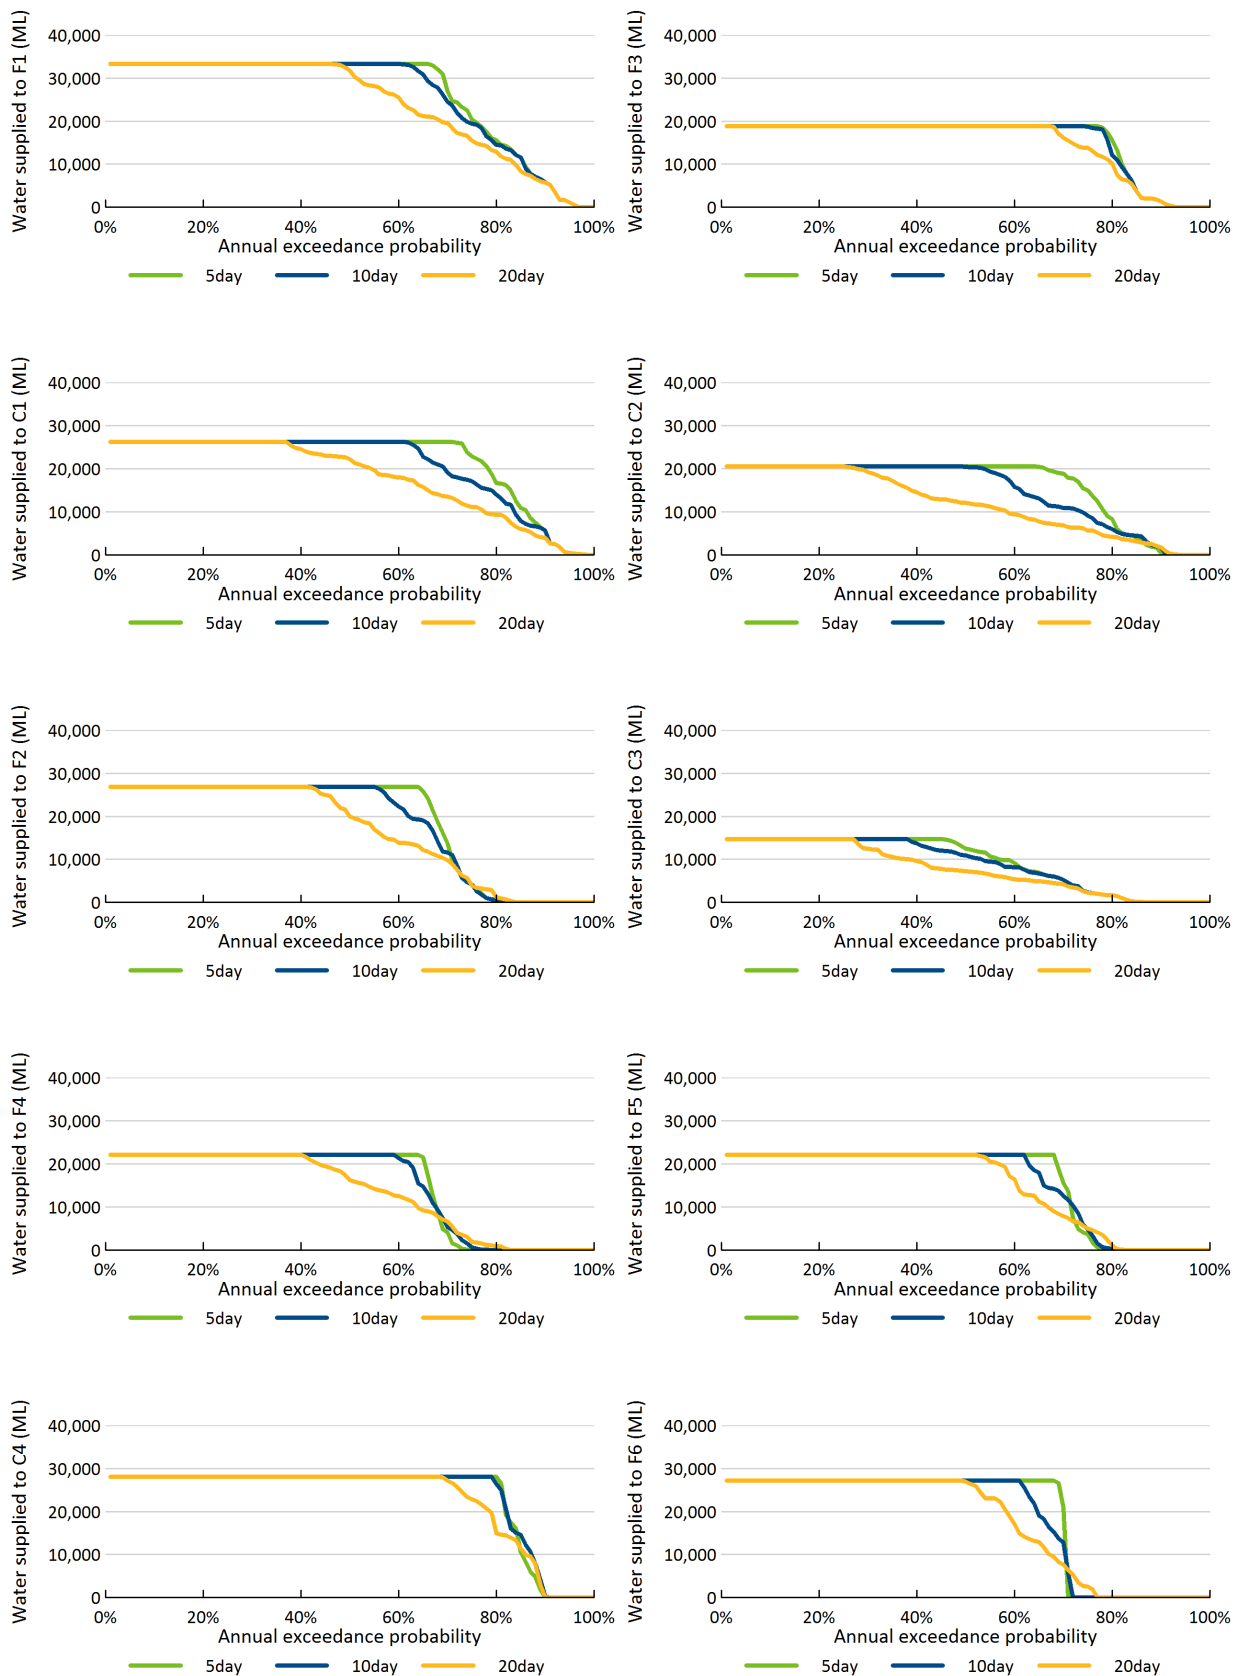 Water supplied to F1 (ML)
40,000
30,000
20,000
10,000
0
0% 20% 40% 60% 80% 100%
Annual exceedance probability
5day 10day 20day
Water supplied to F3 (ML)
40,000
30,000
20,000
10,000
0
0% 20% 40% 60% 80% 100%
Annual exceedance probability
5day 10day 20day
Water supplied to C1 (ML)
40,000
30,000
20,000
10,000
0
0% 20% 40% 60% 80% 100%
Annual exceedance probability
5day 10day 20day
Water supplied to C2 (ML)
40,000
30,000
20,000
10,000
0
0% 20% 40% 60% 80% 100%
Annual exceedance probability
5day 10day 20day
Water supplied to F2 (ML)
40,000
30,000
20,000
10,000
0
0% 20% 40% 60% 80% 100%
Annual exceedance probability
5day 10day 20day
Water supplied to C3 (ML)
40,000
30,000
20,000
10,000
0
0% 20% 40% 60% 80% 100%
Annual exceedance probability
5day 10day 20day
Water supplied to F4 (ML)
40,000
30,000
20,000
10,000
0
0% 20% 40% 60% 80% 100%
Annual exceedance probability
5day 10day 20day
Water supplied to F5 (ML)
40,000
30,000
20,000
10,000
0
0% 20% 40% 60% 80% 100%
Annual exceedance probability
5day 10day 20day
Water supplied to C4 (ML)
40,000
30,000
20,000
10,000
0
0% 20% 40% 60% 80% 100%
Annual exceedance probability
5day 10day 20day
Water supplied to F6 (ML)
40,000
30,000
20,000
10,000
0
0% 20% 40% 60% 80% 100%
Annual exceedance probability
5day 10day 20day